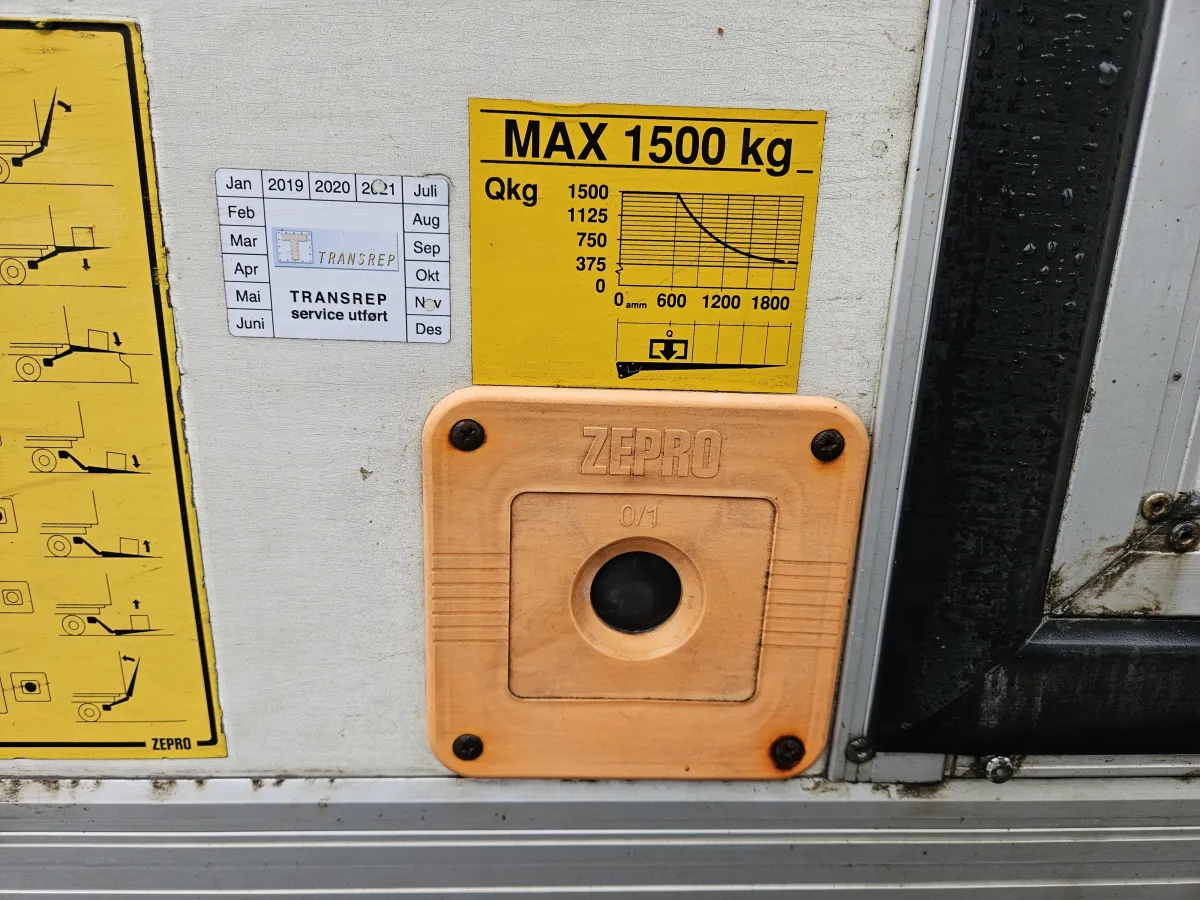 Jan 2019 2020 2021 Juli
Feb Aug
Mar Sep
Apr Okt
Mai Nov
Juni Des
T TRANSREP
TRANSREP
service utført
MAX 1500 kg
Qkg
1500
1125
750
375
0
0 amm 600 1200 1800
Q
ZEPRO
0/1
ZEPRO